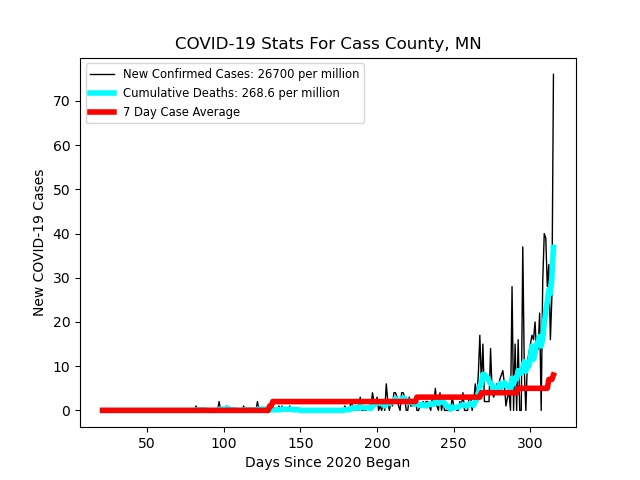 COVID-19 Stats For Cass County, MN
New Confirmed Cases: 26700 per million
Cumulative Deaths: 268.6 per million
7 Day Case Average
New COVID-19 Cases
70
60
50
40
30
20
10
0
50 100 150 200 250 300
Days Since 2020 Began